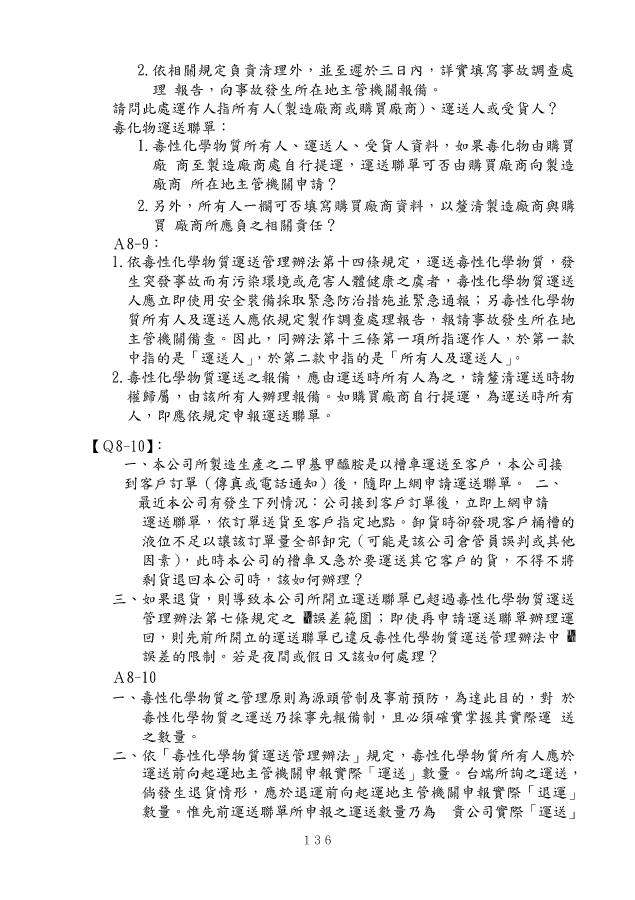 2.依相關規定負責清理外，並至遲於三日內，詳實填寫事故調查處
理 報告，向事故發生所在地主管機關報備。
請問此處運作人指所有人(製造廠商或購買廠商)、運送人或受貨人？
毒化物運送聯單：
1.毒性化學物質所有人、運送人、受貨人資料，如果毒化物由購買
廠 商至製造廠商處自行提運，運送聯單可否由購買廠商向製造
廠商 所在地主管機關申請？
2.另外，所有人一欄可否填寫購買廠商資料，以釐清製造廠商與購
買 廠商所應負之相關責任？
Ａ8-9：
1.依毒性化學物質運送管理辦法第十四條規定，運送毒性化學物質，發
生突發事故而有污染環境或危害人體健康之虞者，毒性化學物質運送
人應立即使用安全裝備採取緊急防治措施並緊急通報；另毒性化學物
質所有人及運送人應依規定製作調查處理報告，報請事故發生所在地
主管機關備查。因此，同辦法第十三條第一項所指運作人，於第一款
中指的是「運送人」，於第二款中指的是「所有人及運送人」。
2.毒性化學物質運送之報備，應由運送時所有人為之，請釐清運送時物
權歸屬，由該所有人辦理報備。如購買廠商自行提運，為運送時所有
人，即應依規定申報運送聯單。
【Ｑ8-10】：
一、本公司所製造生產之二甲基甲醯胺是以槽車運送至客戶，本公司接
到客戶訂單（傳真或電話通知）後，隨即上網申請運送聯單。 二、
最近本公司有發生下列情況：公司接到客戶訂單後，立即上網申請
運送聯單，依訂單送貨至客戶指定地點。卸貨時卻發現客戶桶槽的
液位不足以讓該訂單量全部卸完（可能是該公司倉管員誤判或其他
因素），此時本公司的槽車又急於要運送其它客戶的貨，不得不將
剩貨退回本公司時，該如何辦理？
三、如果退貨，則導致本公司所開立運送聯單已超過毒性化學物質運送
管理辦法第七條規定之 誤差範圍；即使再申請運送聯單辦理運
回，則先前所開立的運送聯單已違反毒性化學物質運送管理辦法中
誤差的限制。若是夜間或假日又該如何處理？
Ａ8-10
一、毒性化學物質之管理原則為源頭管制及事前預防，為達此目的，對 於
毒性化學物質之運送乃採事先報備制，且必須確實掌握其實際運 送
之數量。
二、依「毒性化學物質運送管理辦法」規定，毒性化學物質所有人應於
運送前向起運地主管機關申報實際「運送」數量。台端所詢之運送，
倘發生退貨情形，應於退運前向起運地主管機關申報實際「退運」
數量。惟先前運送聯單所申報之運送數量乃為 貴公司實際「運送」
136